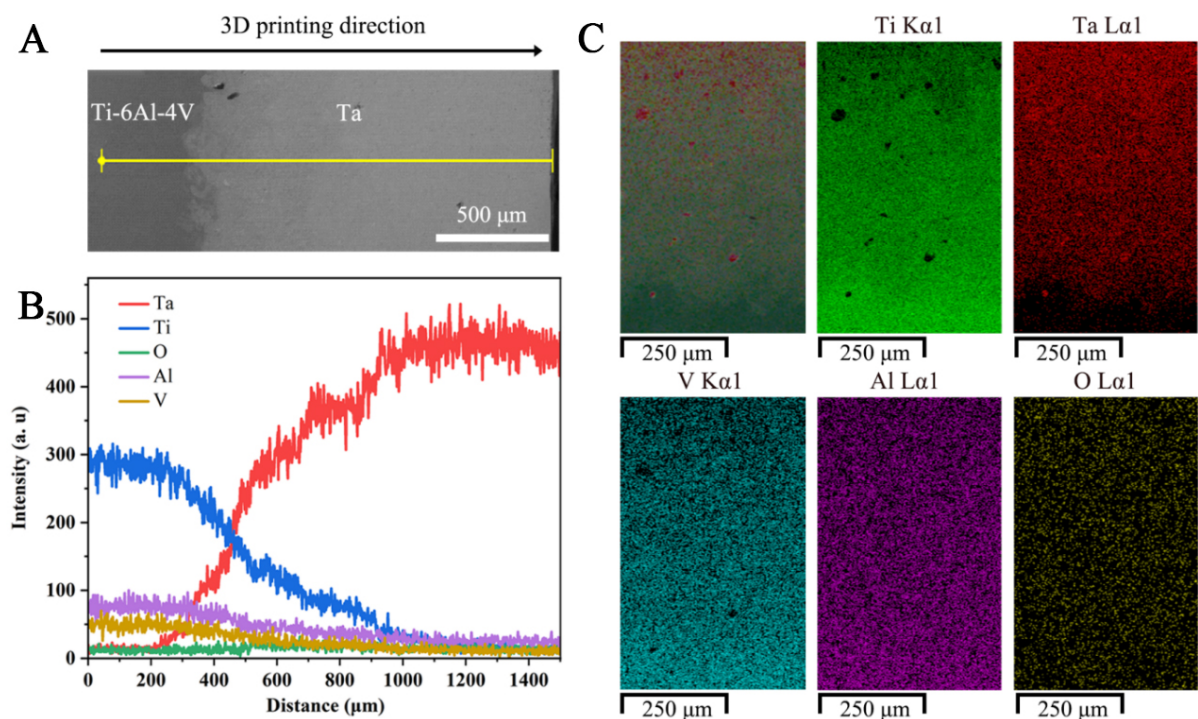 A
3D printing direction
Ti-6Al-4V
Ta
500 μm
B
Ta
Ti
O
Al
V
500
400
300
200
100
0
Intensity (a. u)
0 200 400 600 800 1000 1200 1400
Distance (μm)
C
Ti Kα1
Ta Lα1
250 μm
250 μm
250 μm
V Kα1
Al Lα1
O Lα1
250 μm
250 μm
250 μm